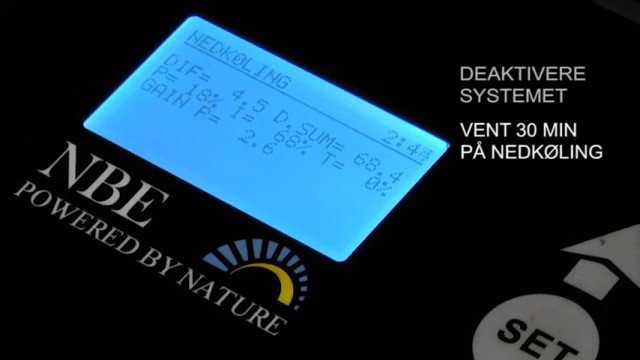 NEDKØLING
2:4
DIF= 4.5 D.SUM= 68.4
P= 18% I= 68% T= 0%
GAIN P= 2.6
NBE
POWERED BY NATURE
SET
DEAKTIVERE
SYSTEMET
VENT 30 MIN
PÅ NEDKØLING